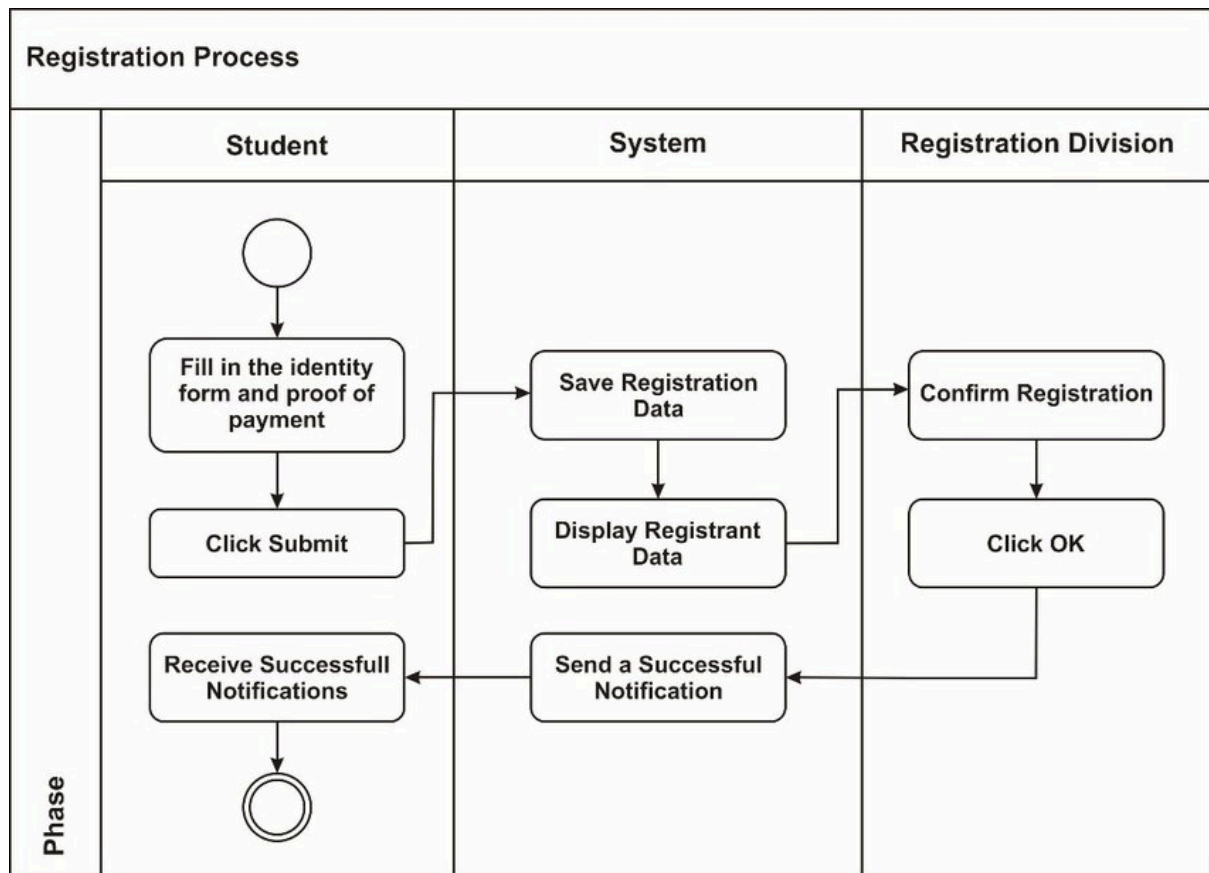 Registration Process
Student
System
Registration Division
Fill in the identity
form and proof of
payment
Click Submit
Save Registration
Data
Display Registrant
Data
Confirm Registration
Click OK
Send a Successful
Notification
Receive Successfull
Notifications
Phase